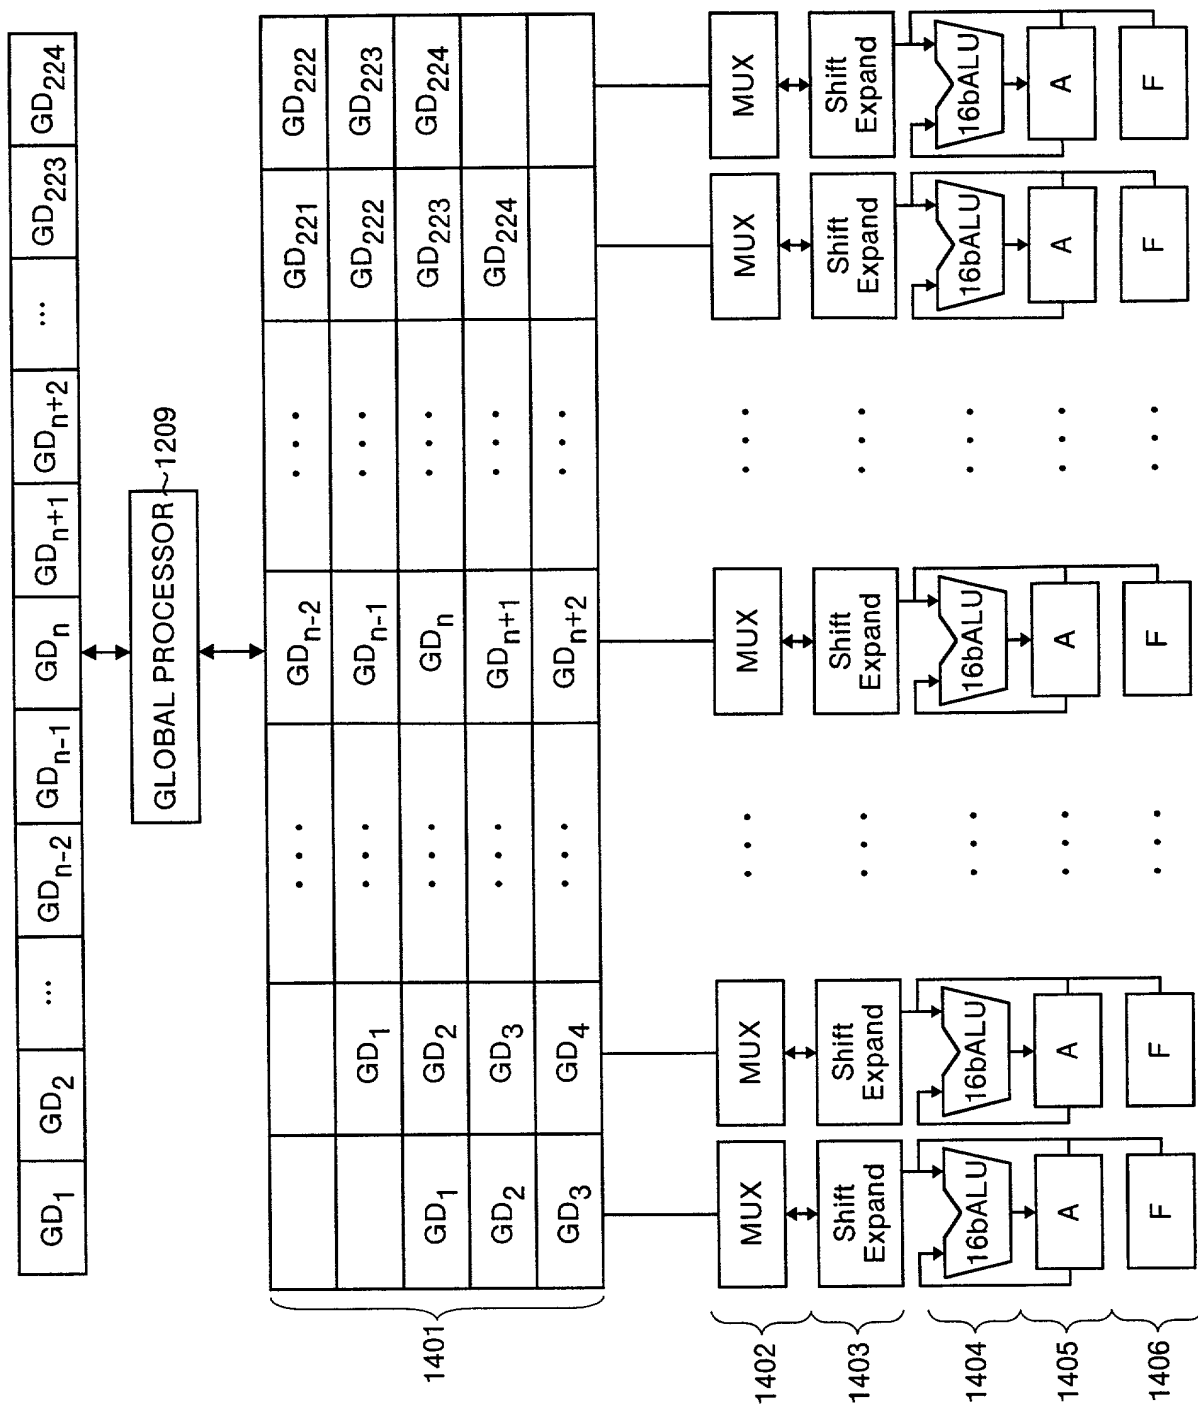 GD1 GD2 ... GDn-2 GDn-1 GDn GDn+1 GDn+2 ... GD223 GD224
GLOBAL PROCESSOR ~1209
... GDn-2 ... GD221 GD222
GD1 ... GDn-1 ... GD222 GD223
1401 GD1 GD2 ... GDn ... GD223 GD224
GD2 GD3 ... GDn+1 ... GD224
GD3 GD4 ... GDn+2 ...
1402 MUX MUX ... MUX ... MUX MUX
1403 Shift Expand Shift Expand ... Shift Expand ... Shift Expand Shift Expand
1404 16bALU 16bALU ... 16bALU ... 16bALU 16bALU
1405 A A ... A ... A A
1406 F F ... F ... F F